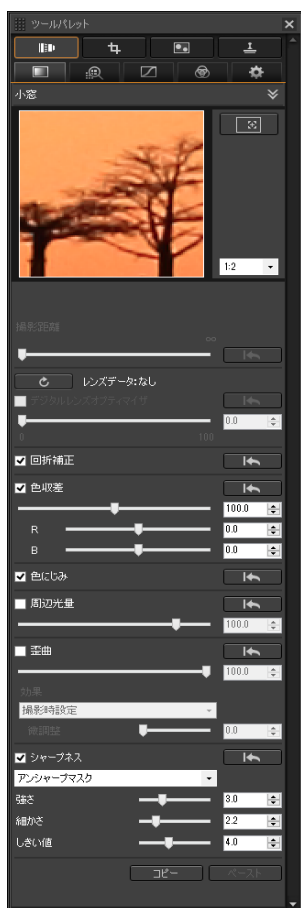 ツールパレット
小窓
1:2
撮影距離
∞
レンズデータ:なし
デジタルレンズオプティマイザ
0.0
0 100
回折補正
色収差
100.0
R 0.0
B 0.0
色にじみ
周辺光量
100.0
歪曲
100.0
効果
撮影時設定
微調整 0.0
シャープネス
アンシャープマスク
強さ 3.0
細かさ 2.2
しきい値 4.0
コピー ペースト